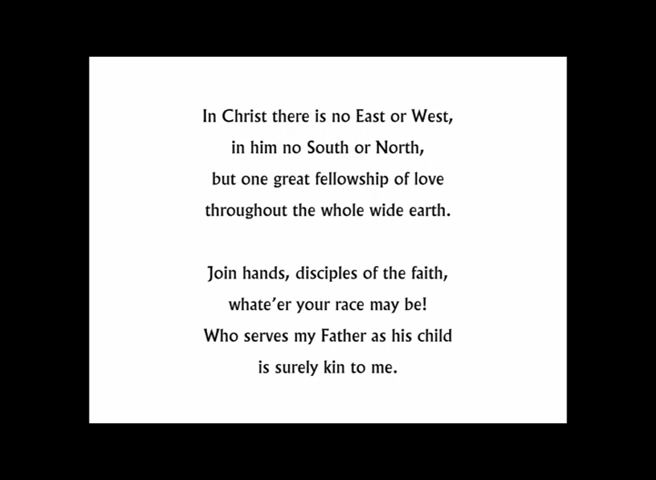 In Christ there is no East or West,
in him no South or North,
but one great fellowship of love
throughout the whole wide earth.
Join hands, disciples of the faith,
whate'er your race may be!
Who serves my Father as his child
is surely kin to me.